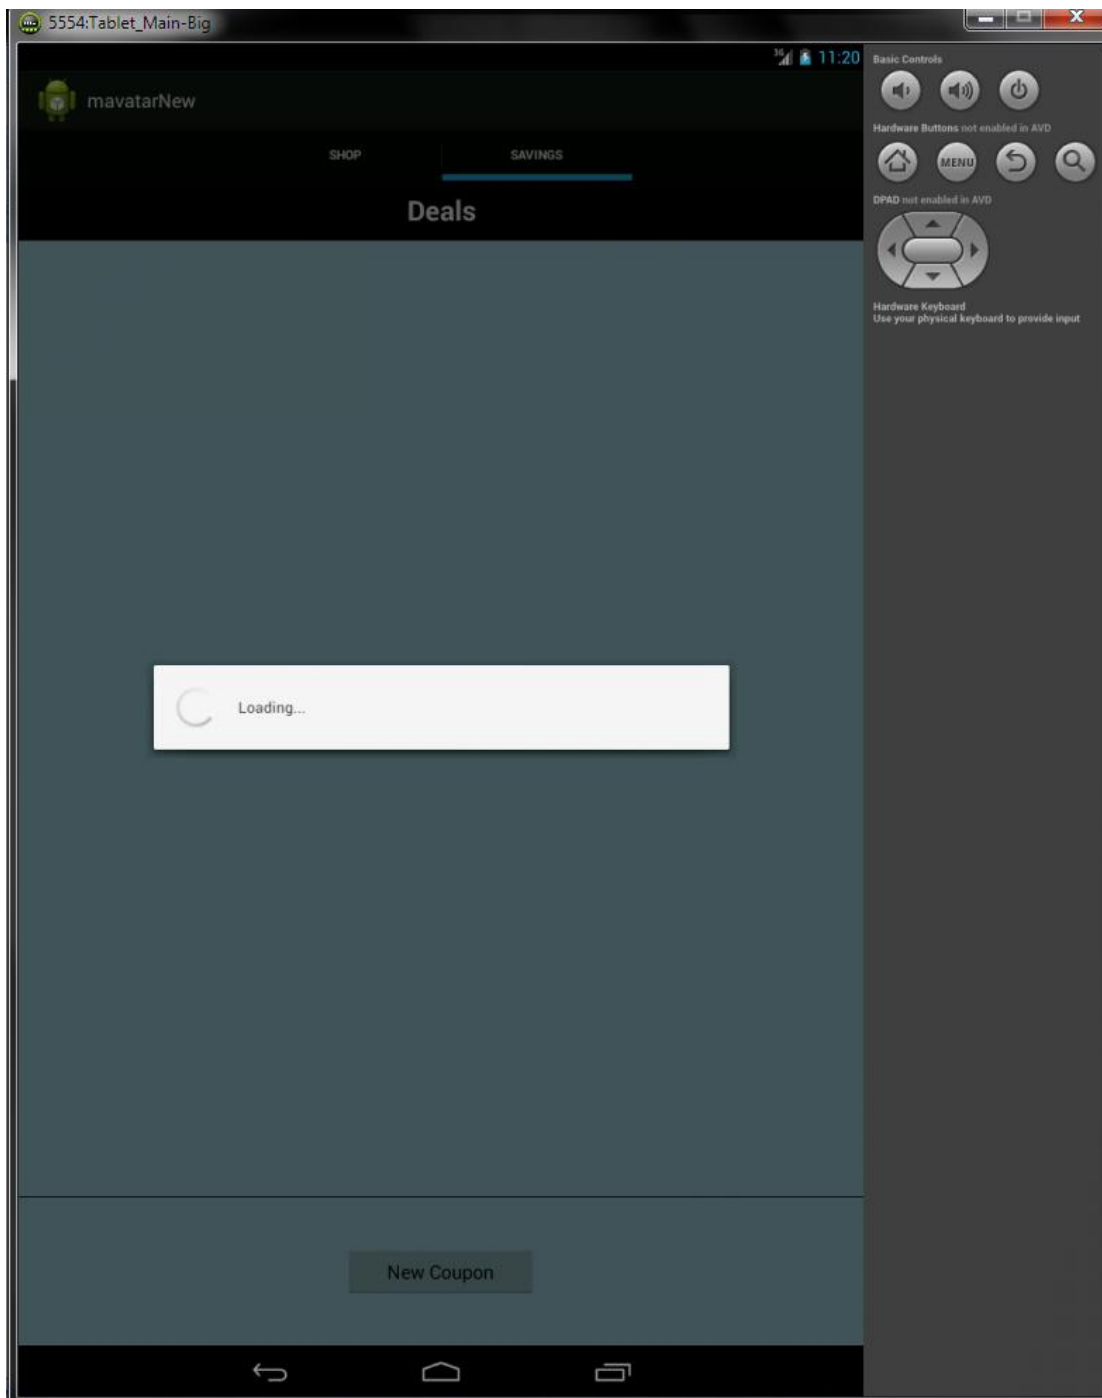 5554:Tablet_Main-Big
3G 11:20
mavatarNew
SHOP SAVINGS
Deals
Loading...
New Coupon
Basic Controls
Hardware Buttons not enabled in AVD
MENU
DPAD not enabled in AVD
Hardware Keyboard
Use your physical keyboard to provide input